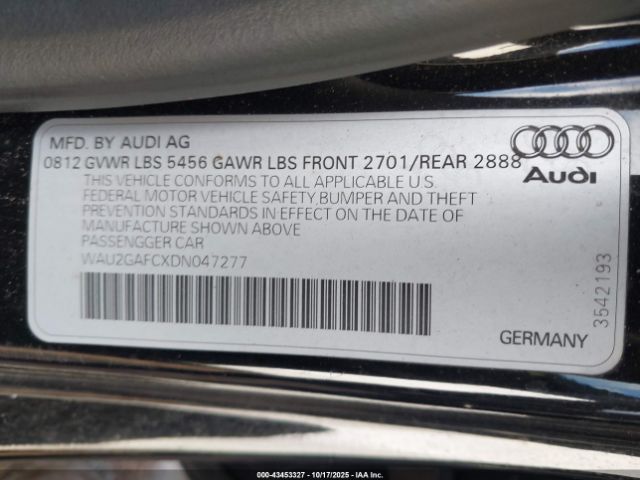 MFD. BY AUDI AG
0812 GVWR LBS 5456 GAWR LBS FRONT 2701/REAR 2888
THIS VEHICLE CONFORMS TO ALL APPLICABLE U.S.
FEDERAL MOTOR VEHICLE SAFETY,BUMPER AND THEFT
PREVENTION STANDARDS IN EFFECT ON THE DATE OF
MANUFACTURE SHOWN ABOVE
PASSENGGER CAR
WAU2GAFCXDN047277
Audi
3542193
GERMANY
000-43453327 - 10/17/2025 - IAA Inc.